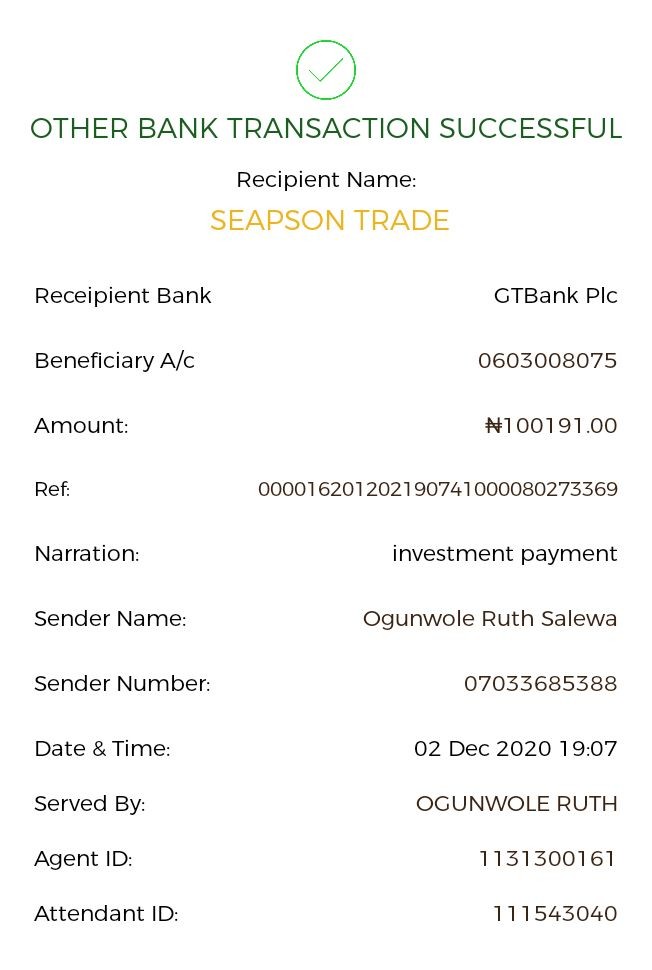 OTHER BANK TRANSACTION SUCCESSFUL
Recipient Name:
SEAPSON TRADE
Receipient Bank GTBank Plc
Beneficiary A/c 0603008075
Amount: ₦100191.00
Ref: 000016201202190741000080273369
Narration: investment payment
Sender Name: Ogunwole Ruth Salewa
Sender Number: 07033685388
Date & Time: 02 Dec 2020 19:07
Served By: OGUNWOLE RUTH
Agent ID: 1131300161
Attendant ID: 111543040